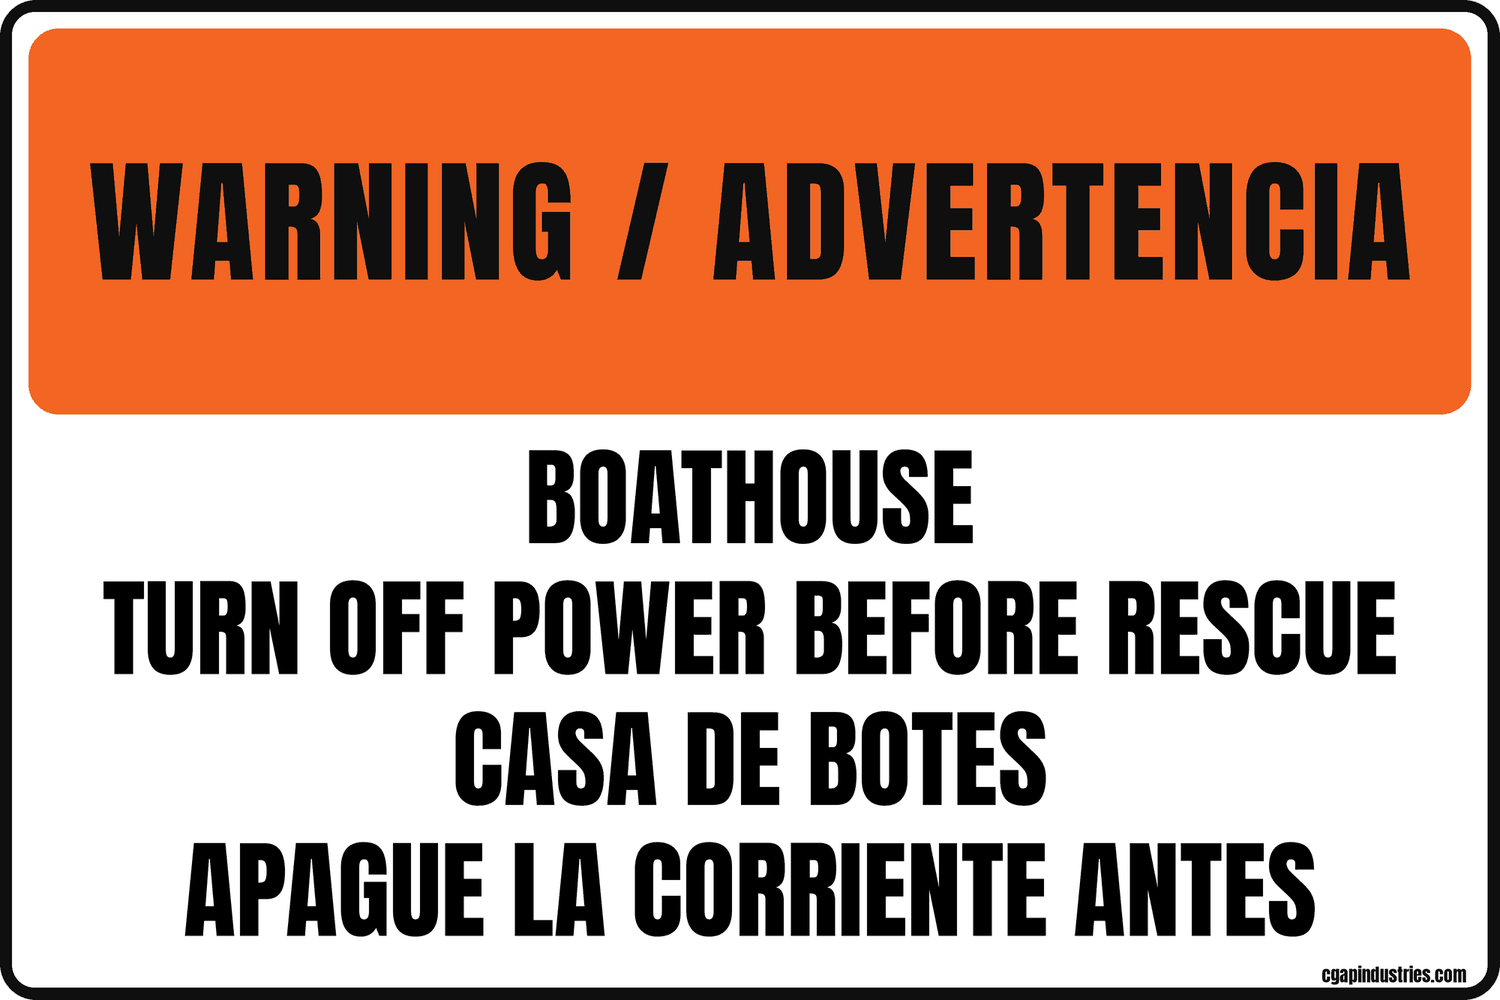 WARNING / ADVERTENCIA
BOATHOUSE
TURN OFF POWER BEFORE RESCUE
CASA DE BOTES
APAGUE LA CORRIENTE ANTES
cgapindustries.com